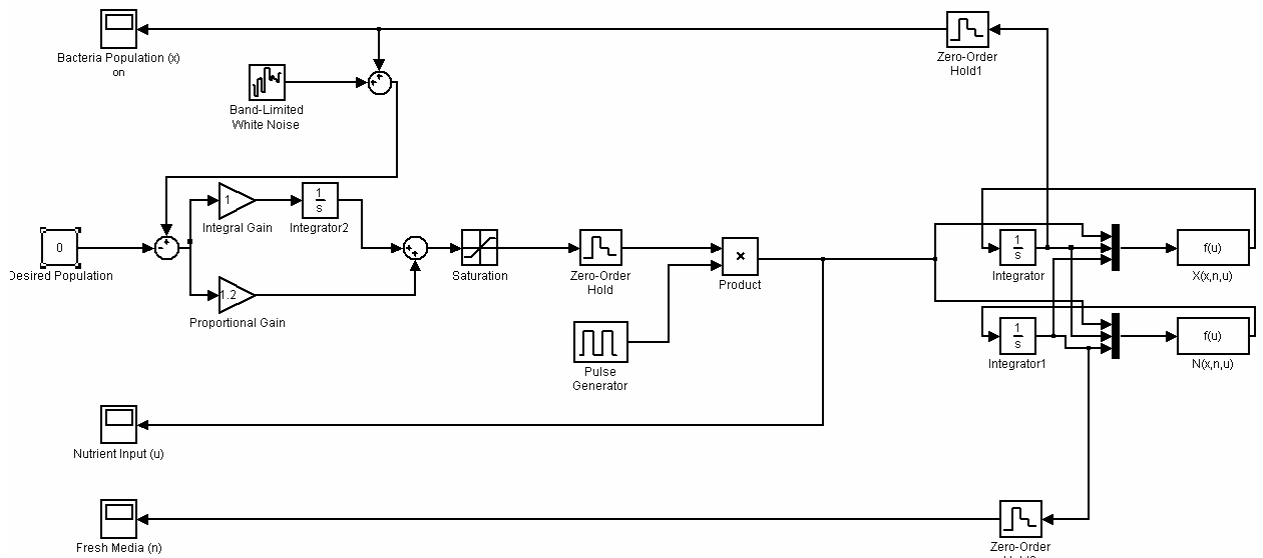 Bacteria Population (x)
on
Zero-Order
Hold1
Band-Limited
White Noise
1
Integral Gain
1
s
Integrator2
0
Desired Population
Saturation
Zero-Order
Hold
×
Product
1.2
Proportional Gain
Pulse
Generator
1
s
Integrator
f(u)
X(x,n,u)
1
s
Integrator1
f(u)
N(x,n,u)
Nutrient Input (u)
Fresh Media (n)
Zero-Order